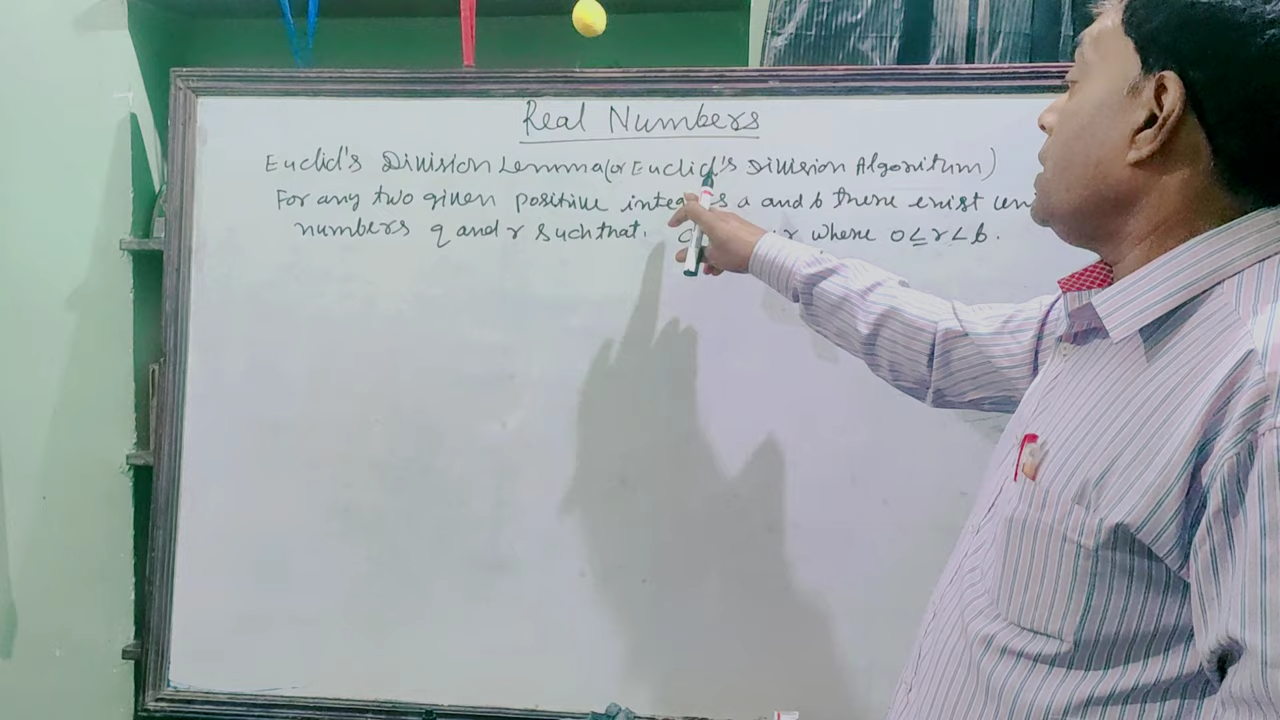 Real Numbers
Euclid's Division Lemma (or Euclid's Division Algorithm)
For any two given positive integers a and b there exist
numbers q and r such that r where 0 ≤ r < b.